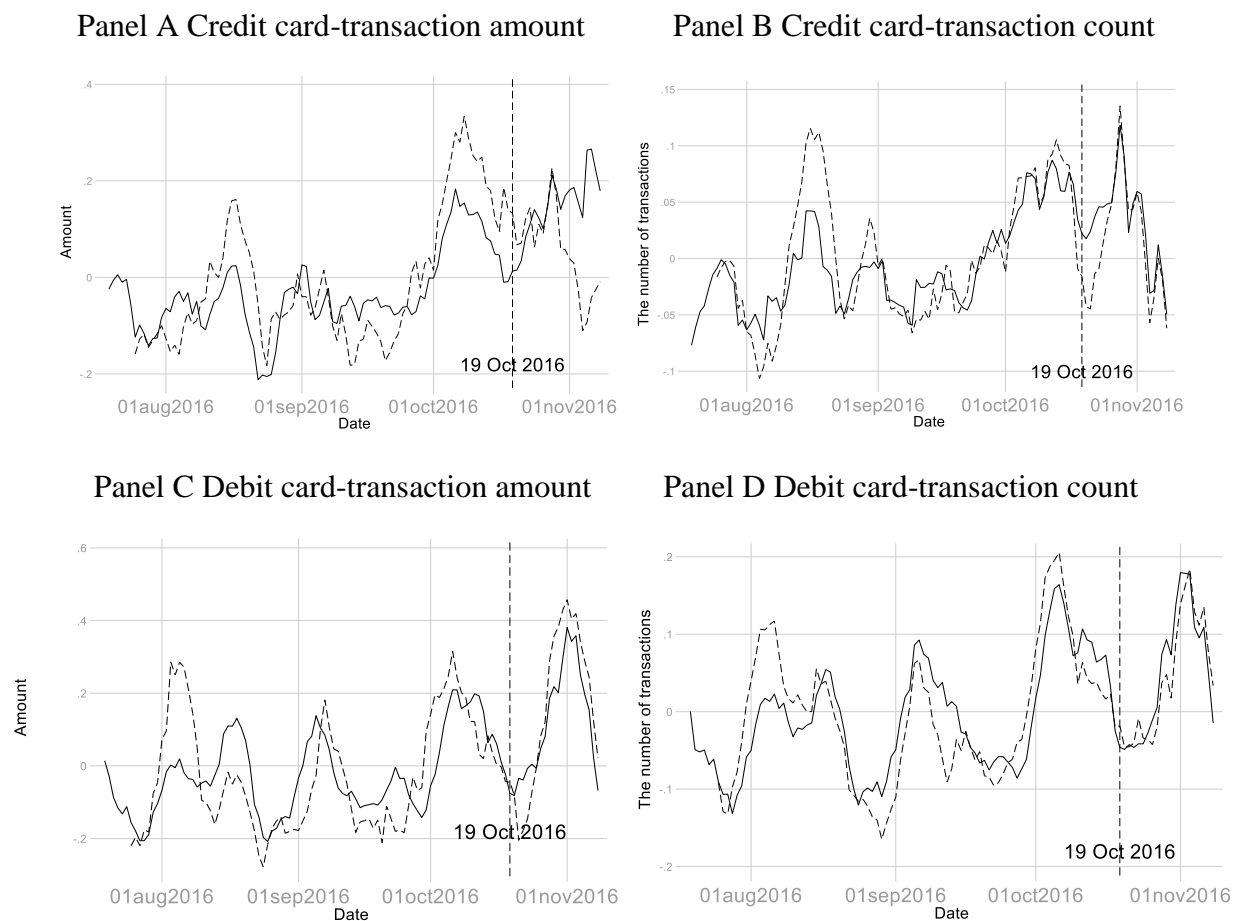 Panel A Credit card-transaction amount
.4
.2
0
-.2
Amount
19 Oct 2016
01aug2016 01sep2016 01oct2016 01nov2016
Date
Panel B Credit card-transaction count
.15
.1
.05
0
-.05
-.1
The number of transactions
19 Oct 2016
01aug2016 01sep2016 01oct2016 01nov2016
Date
Panel C Debit card-transaction amount
.6
.4
.2
0
-.2
Amount
19 Oct 2016
01aug2016 01sep2016 01oct2016 01nov2016
Date
Panel D Debit card-transaction count
.2
.1
0
-.1
-.2
The number of transactions
19 Oct 2016
01aug2016 01sep2016 01oct2016 01nov2016
Date